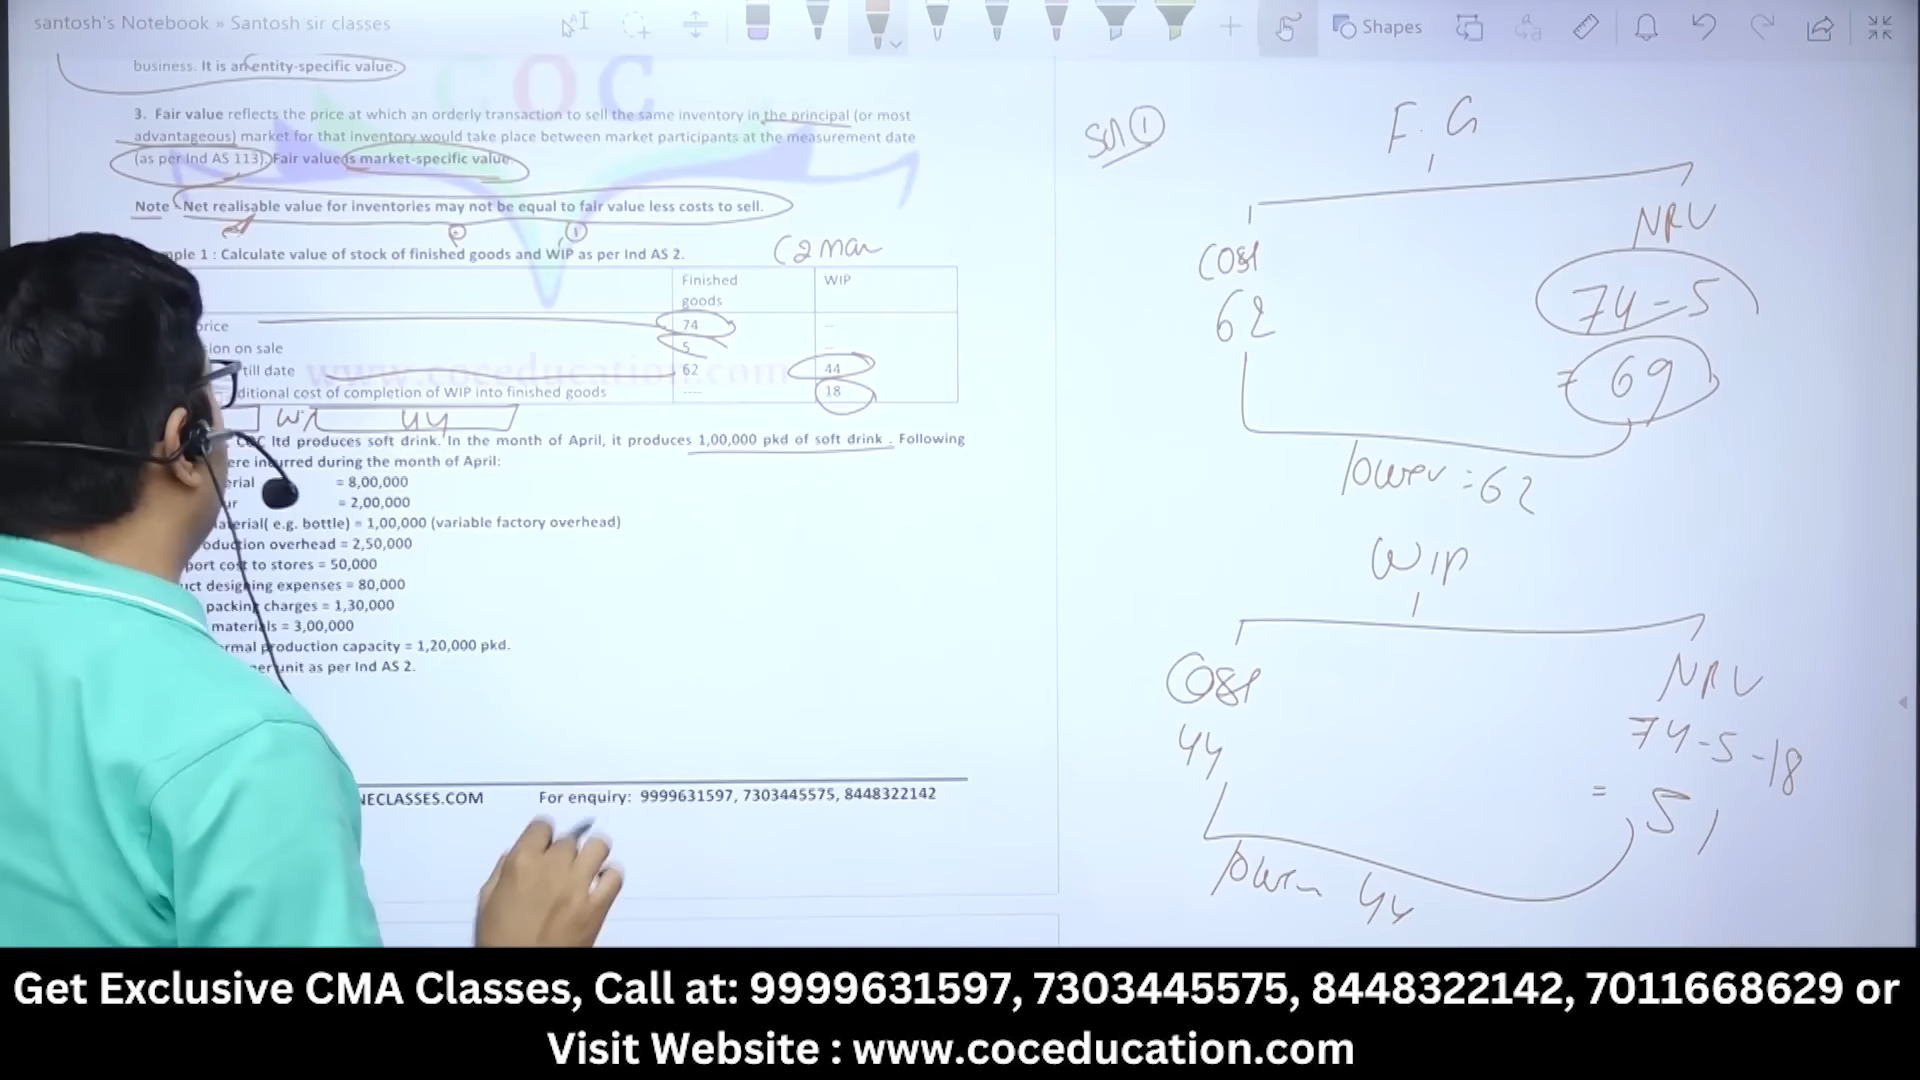 santosh's Notebook » Santosh sir classes
Shapes
business. It is an entity-specific value.
COC
3. Fair value reflects the price at which an orderly transaction to sell the same inventory in the principal (or most
advantageous) market for that inventory would take place between market participants at the measurement date
(as per Ind AS 113). Fair value is market-specific value.
Note Net realisable value for inventories may not be equal to fair value less costs to sell.
ple 1 : Calculate value of stock of finished goods and WIP as per Ind AS 2.
(2 mar
Finished goods WIP
rice 74 --
ion on sale 5 --
till date 62 44
ditional cost of completion of WIP into finished goods ---- 18
www.coceducation.com
44
ltd produces soft drink. In the month of April, it produces 1,00,000 pkd of soft drink . Following
ere incurred during the month of April:
erial = 8,00,000
ur = 2,00,000
aterial( e.g. bottle) = 1,00,000 (variable factory overhead)
oduction overhead = 2,50,000
port cost to stores = 50,000
uct designing expenses = 80,000
packing charges = 1,30,000
materials = 3,00,000
rmal production capacity = 1,20,000 pkd.
per unit as per Ind AS 2.
NECLASSES.COM For enquiry: 9999631597, 7303445575, 8448322142
Sol ①
F.G
Cost
62
NRV
74-5
= 69
lower = 62
WIP
Cost
44
NRV
74-5-18
= 51
lower 44
Get Exclusive CMA Classes, Call at: 9999631597, 7303445575, 8448322142, 7011668629 or
Visit Website : www.coceducation.com